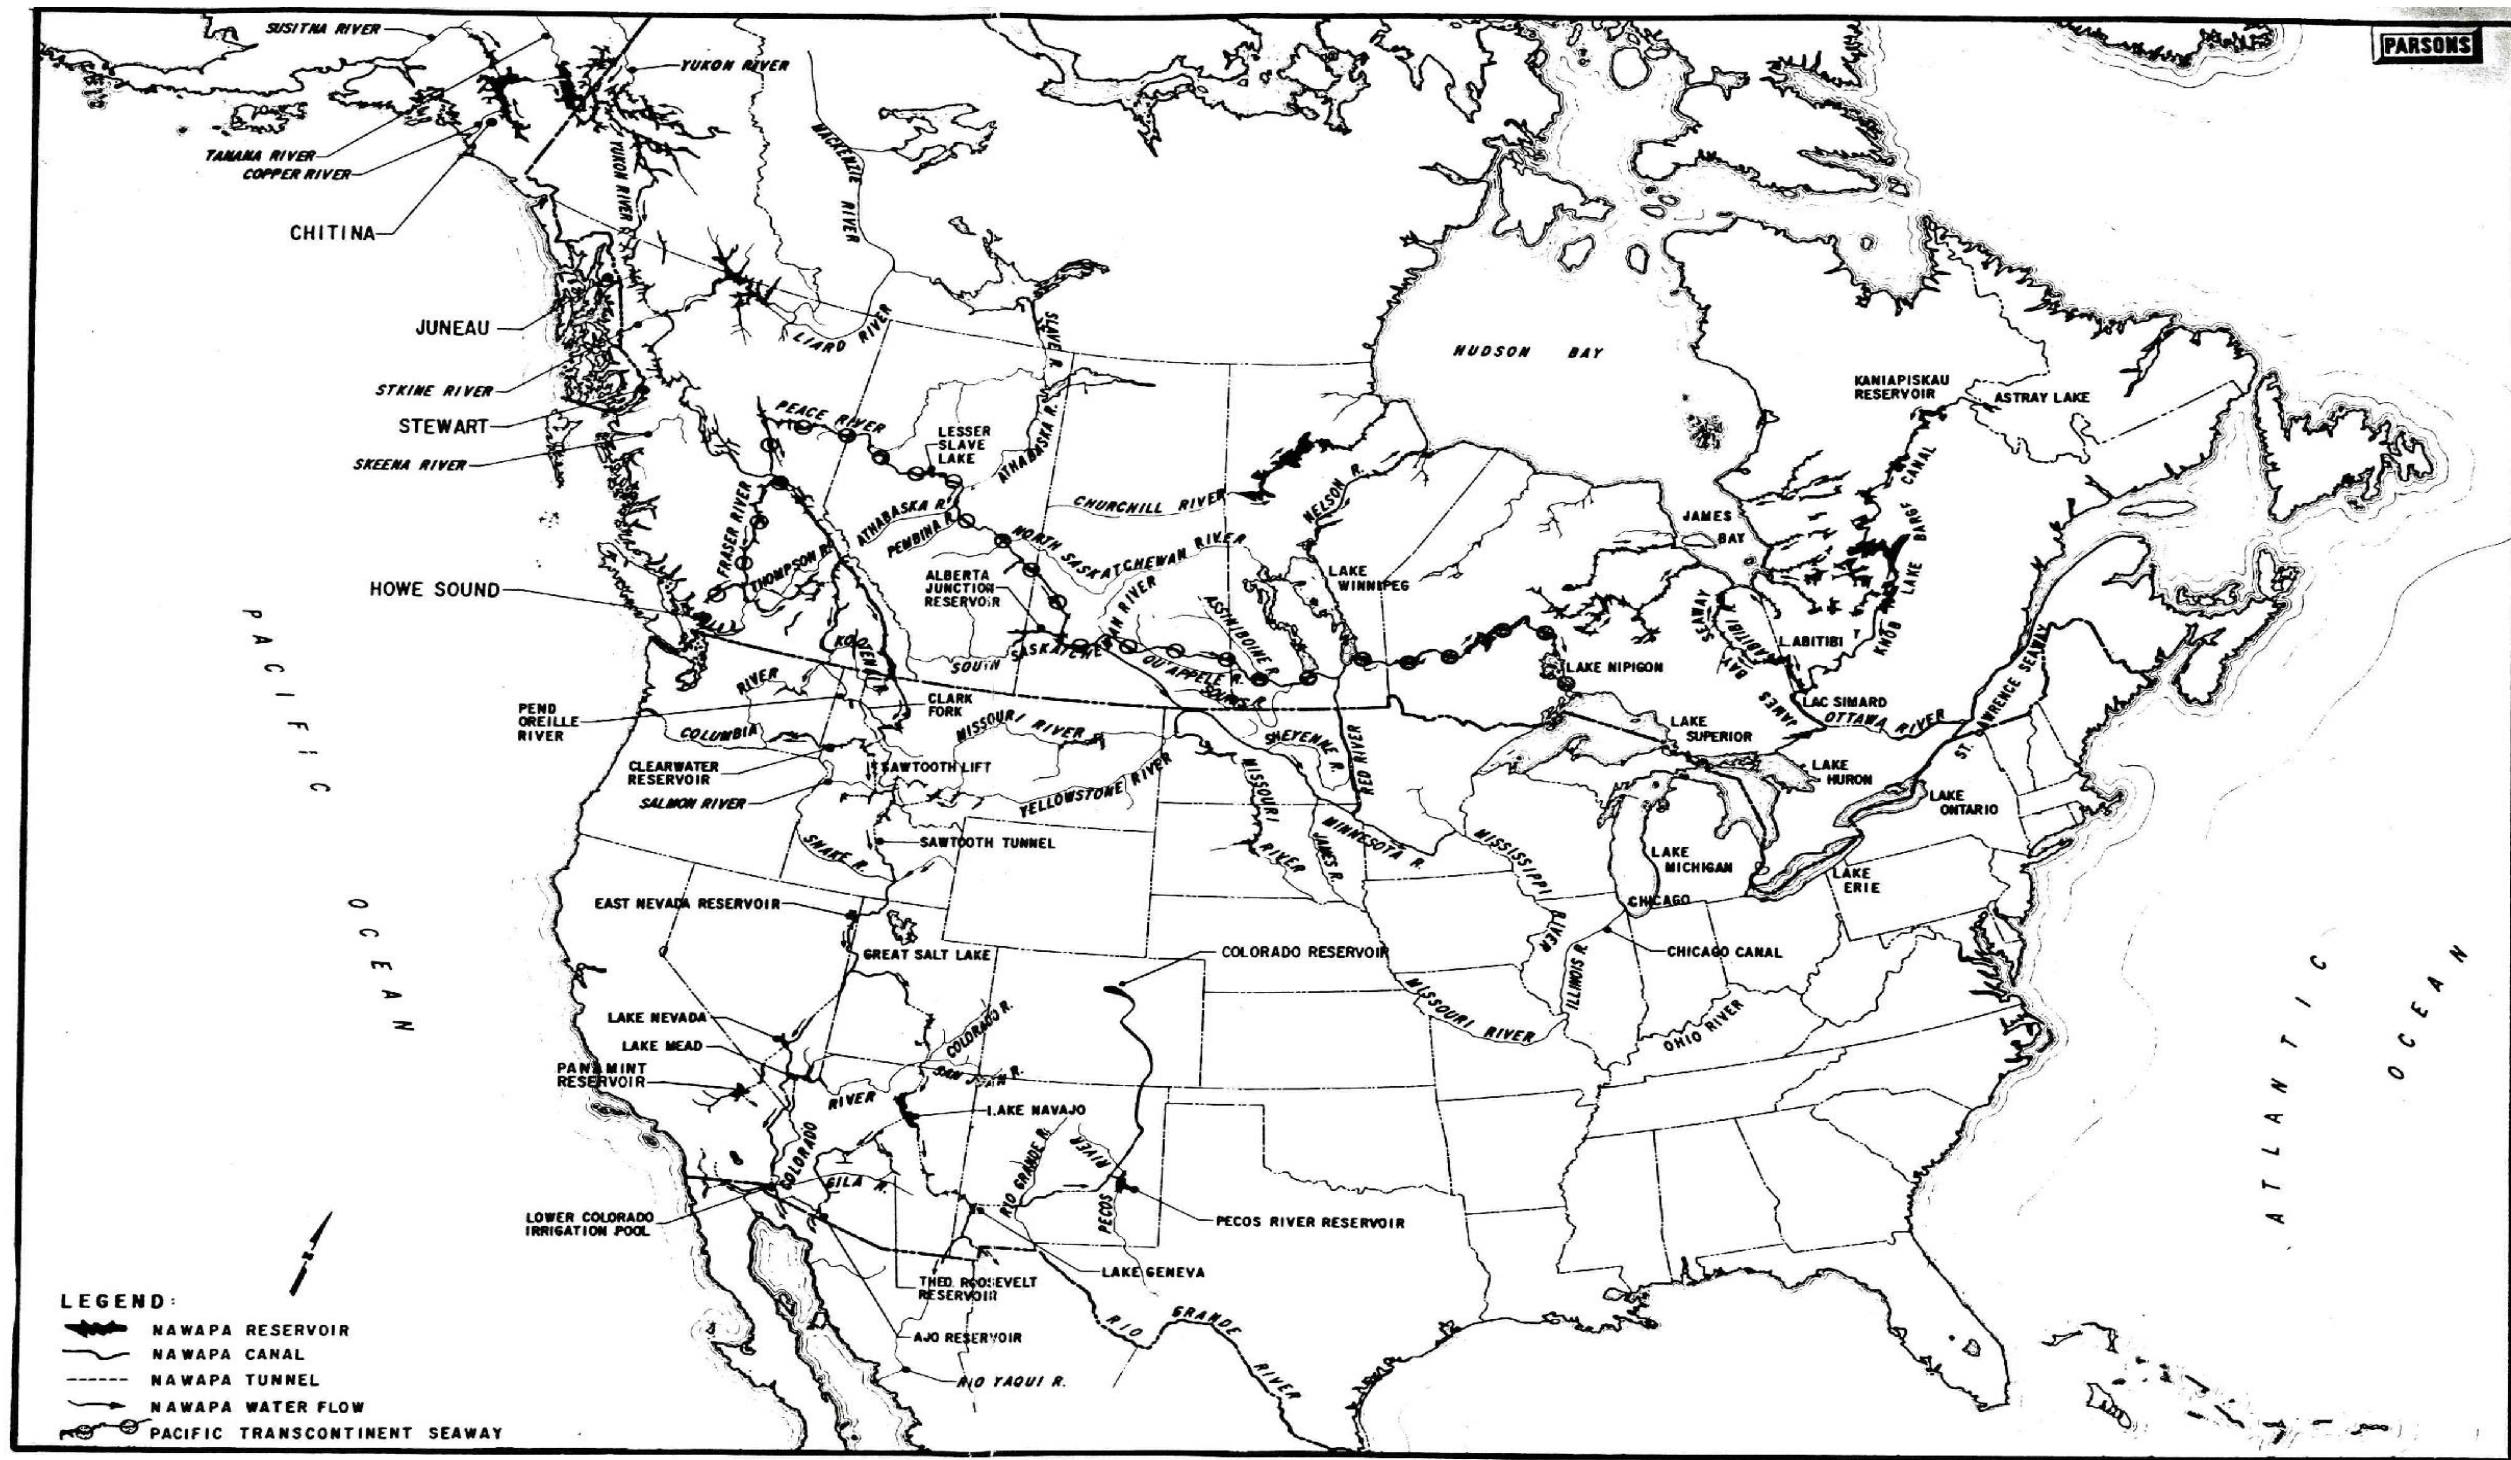 PARSONS
SUSITNA RIVER
YUKON RIVER
TANANA RIVER
COPPER RIVER
CHITINA
YUKON RIVER
MACKENZIE
RIVER
JUNEAU
LIARD RIVER
SLAVE R.
HUDSON BAY
STKINE RIVER
STEWART
SKEENA RIVER
PEACE RIVER
LESSER
SLAVE
LAKE
ATHABASKA R.
KANIAPISKAU
RESERVOIR
ASTRAY LAKE
CHURCHILL RIVER
NELSON R.
FRASER RIVER
ATHABASKA R.
PEMBINA R.
THOMPSON R.
NORTH SASKATCHEWAN RIVER
JAMES
BAY
KNOB LAKE BARGE CANAL
HOWE SOUND
ALBERTA
JUNCTION
RESERVOIR
LAKE
WINNIPEG
ASSINIBOINE R.
SOUTH SASKATCHEWAN RIVER
QU'APPELLE R.
SOURIS R.
LAKE NIPIGON
L. ABITIBI
JAMES BAY SEAWAY
ABITIBI
KOOTENAY
RIVER
COLUMBIA
PEND
OREILLE
RIVER
CLARK
FORK
MISSOURI RIVER
SHEYENNE R.
RED RIVER
LAC SIMARD
OTTAWA RIVER
ST. LAWRENCE SEAWAY
LAKE
SUPERIOR
LAKE
HURON
LAKE
ONTARIO
CLEARWATER
RESERVOIR
SAWTOOTH LIFT
SALMON RIVER
YELLOWSTONE RIVER
MISSOURI
RIVER
JAMES R.
MINNESOTA R.
MISSISSIPPI
RIVER
SNAKE R.
SAWTOOTH TUNNEL
LAKE
MICHIGAN
LAKE
ERIE
CHICAGO
EAST NEVADA RESERVOIR
GREAT SALT LAKE
COLORADO RESERVOIR
CHICAGO CANAL
ILLINOIS R.
MISSOURI RIVER
OHIO RIVER
LAKE NEVADA
LAKE MEAD
PANAMINT
RESERVOIR
COLORADO R.
SAN JUAN R.
RIVER
COLORADO
LAKE NAVAJO
GILA R.
RIO GRANDE R.
RIVER
PECOS
LOWER COLORADO
IRRIGATION POOL
PECOS RIVER RESERVOIR
LAKE GENEVA
THEO. ROOSEVELT
RESERVOIR
AJO RESERVOIR
RIO YAQUI R.
RIO GRANDE RIVER
PACIFIC OCEAN
ATLANTIC OCEAN
N
LEGEND:
NAWAPA RESERVOIR
NAWAPA CANAL
NAWAPA TUNNEL
NAWAPA WATER FLOW
PACIFIC TRANSCONTINENT SEAWAY